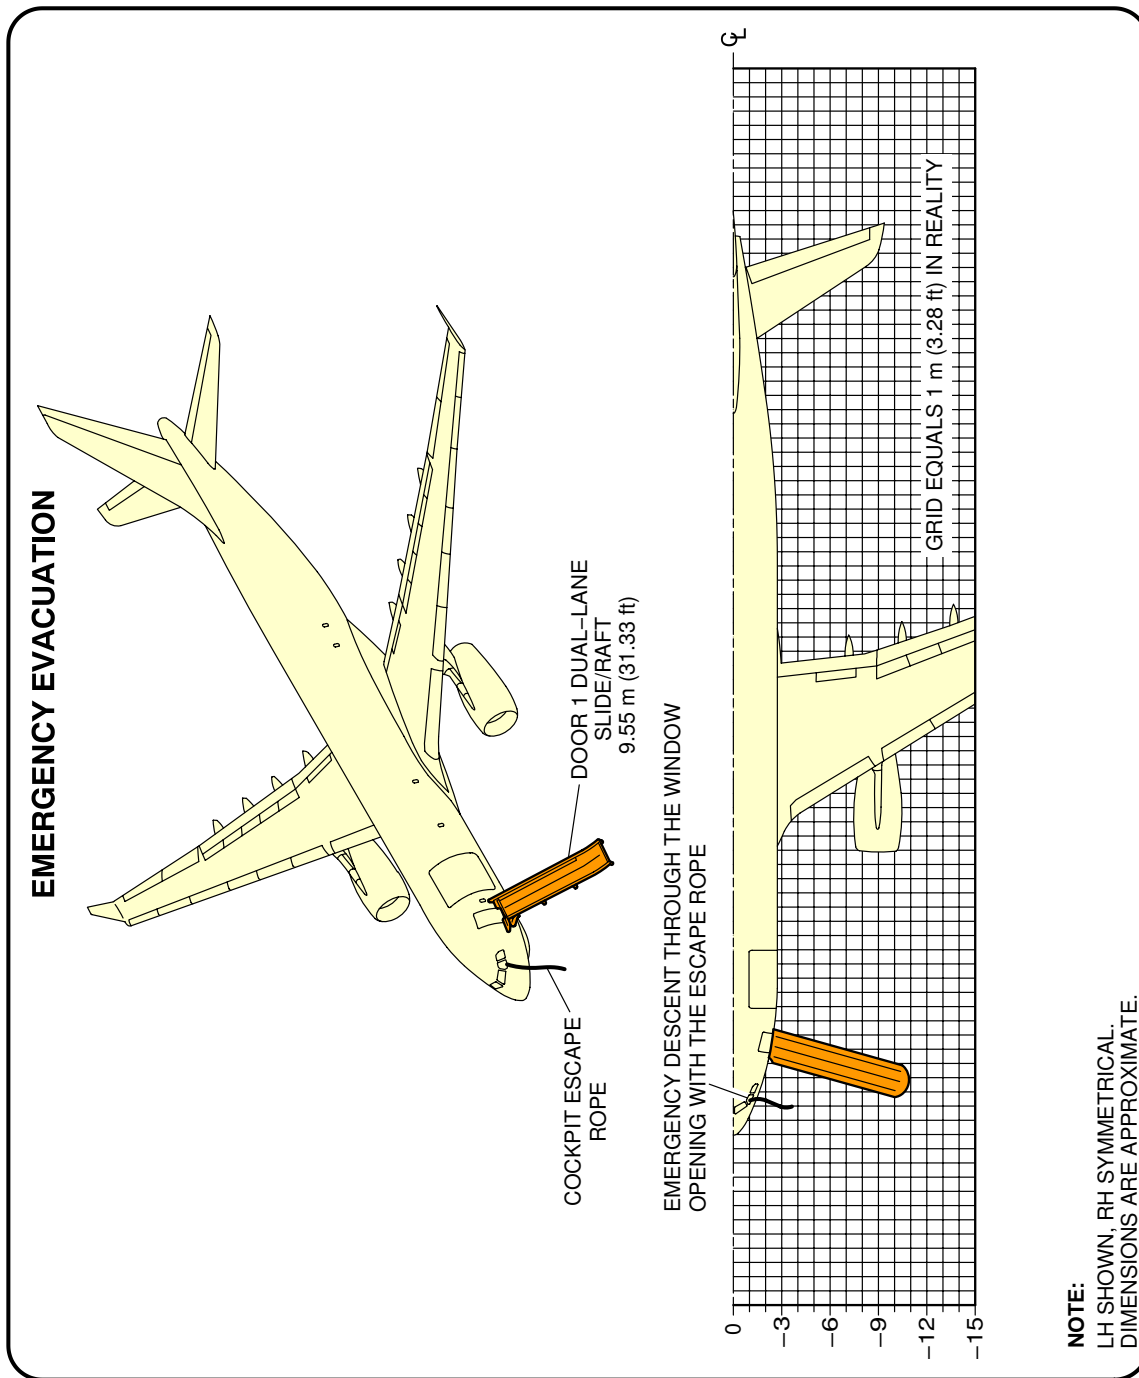 EMERGENCY EVACUATION
DOOR 1 DUAL−LANE
SLIDE/RAFT
9.55 m (31.33 ft)
COCKPIT ESCAPE
ROPE
EMERGENCY DESCENT THROUGH THE WINDOW
OPENING WITH THE ESCAPE ROPE
CL
0
−3
−6
−9
−12
−15
GRID EQUALS 1 m (3.28 ft) IN REALITY
NOTE:
LH SHOWN, RH SYMMETRICAL.
DIMENSIONS ARE APPROXIMATE.